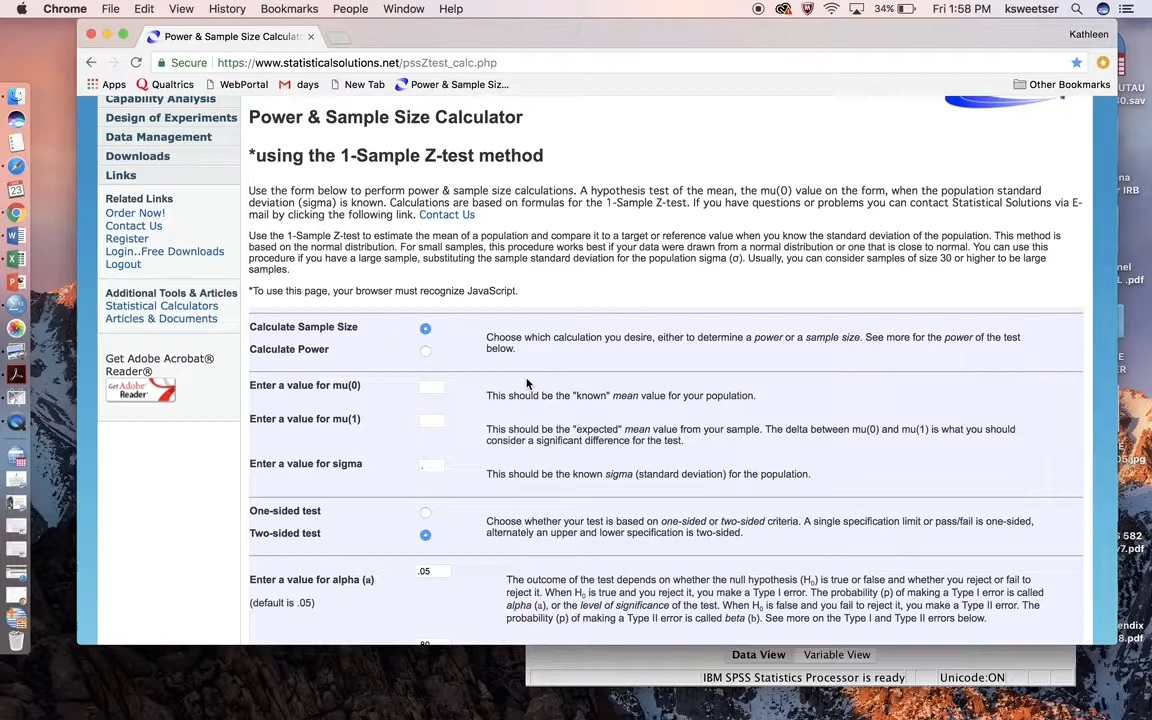 Chrome File Edit View History Bookmarks People Window Help 34% Fri 1:58 PM ksweetser
Power & Sample Size Calculat × Kathleen
Secure https://www.statisticalsolutions.net/pssZtest_calc.php
Apps Qualtrics WebPortal days New Tab Power & Sample Siz... Other Bookmarks
Capability Analysis
Design of Experiments
Data Management
Downloads
Links
Related Links
Order Now!
Contact Us
Register
Login..Free Downloads
Logout
Additional Tools & Articles
Statistical Calculators
Articles & Documents
Get Adobe Acrobat®
Reader®
Get Adobe
Reader
Power & Sample Size Calculator
*using the 1-Sample Z-test method
Use the form below to perform power & sample size calculations. A hypothesis test of the mean, the mu(0) value on the form, when the population standard
deviation (sigma) is known. Calculations are based on formulas for the 1-Sample Z-test. If you have questions or problems you can contact Statistical Solutions via E-
mail by clicking the following link. Contact Us
Use the 1-Sample Z-test to estimate the mean of a population and compare it to a target or reference value when you know the standard deviation of the population. This method is
based on the normal distribution. For small samples, this procedure works best if your data were drawn from a normal distribution or one that is close to normal. You can use this
procedure if you have a large sample, substituting the sample standard deviation for the population sigma (σ). Usually, you can consider samples of size 30 or higher to be large
samples.
*To use this page, your browser must recognize JavaScript.
Calculate Sample Size
Calculate Power
Choose which calculation you desire, either to determine a power or a sample size. See more for the power of the test
below.
Enter a value for mu(0)
This should be the "known" mean value for your population.
Enter a value for mu(1)
This should be the "expected" mean value from your sample. The delta between mu(0) and mu(1) is what you should
consider a significant difference for the test.
Enter a value for sigma .
This should be the known sigma (standard deviation) for the population.
One-sided test
Two-sided test
Choose whether your test is based on one-sided or two-sided criteria. A single specification limit or pass/fail is one-sided,
alternately an upper and lower specification is two-sided.
Enter a value for alpha (a) .05
(default is .05)
The outcome of the test depends on whether the null hypothesis (H0) is true or false and whether you reject or fail to
reject it. When H0 is true and you reject it, you make a Type I error. The probability (p) of making a Type I error is called
alpha (a), or the level of significance of the test. When H0 is false and you fail to reject it, you make a Type II error. The
probability (p) of making a Type II error is called beta (b). See more on the Type I and Type II errors below.
Data View Variable View
IBM SPSS Statistics Processor is ready Unicode:ON